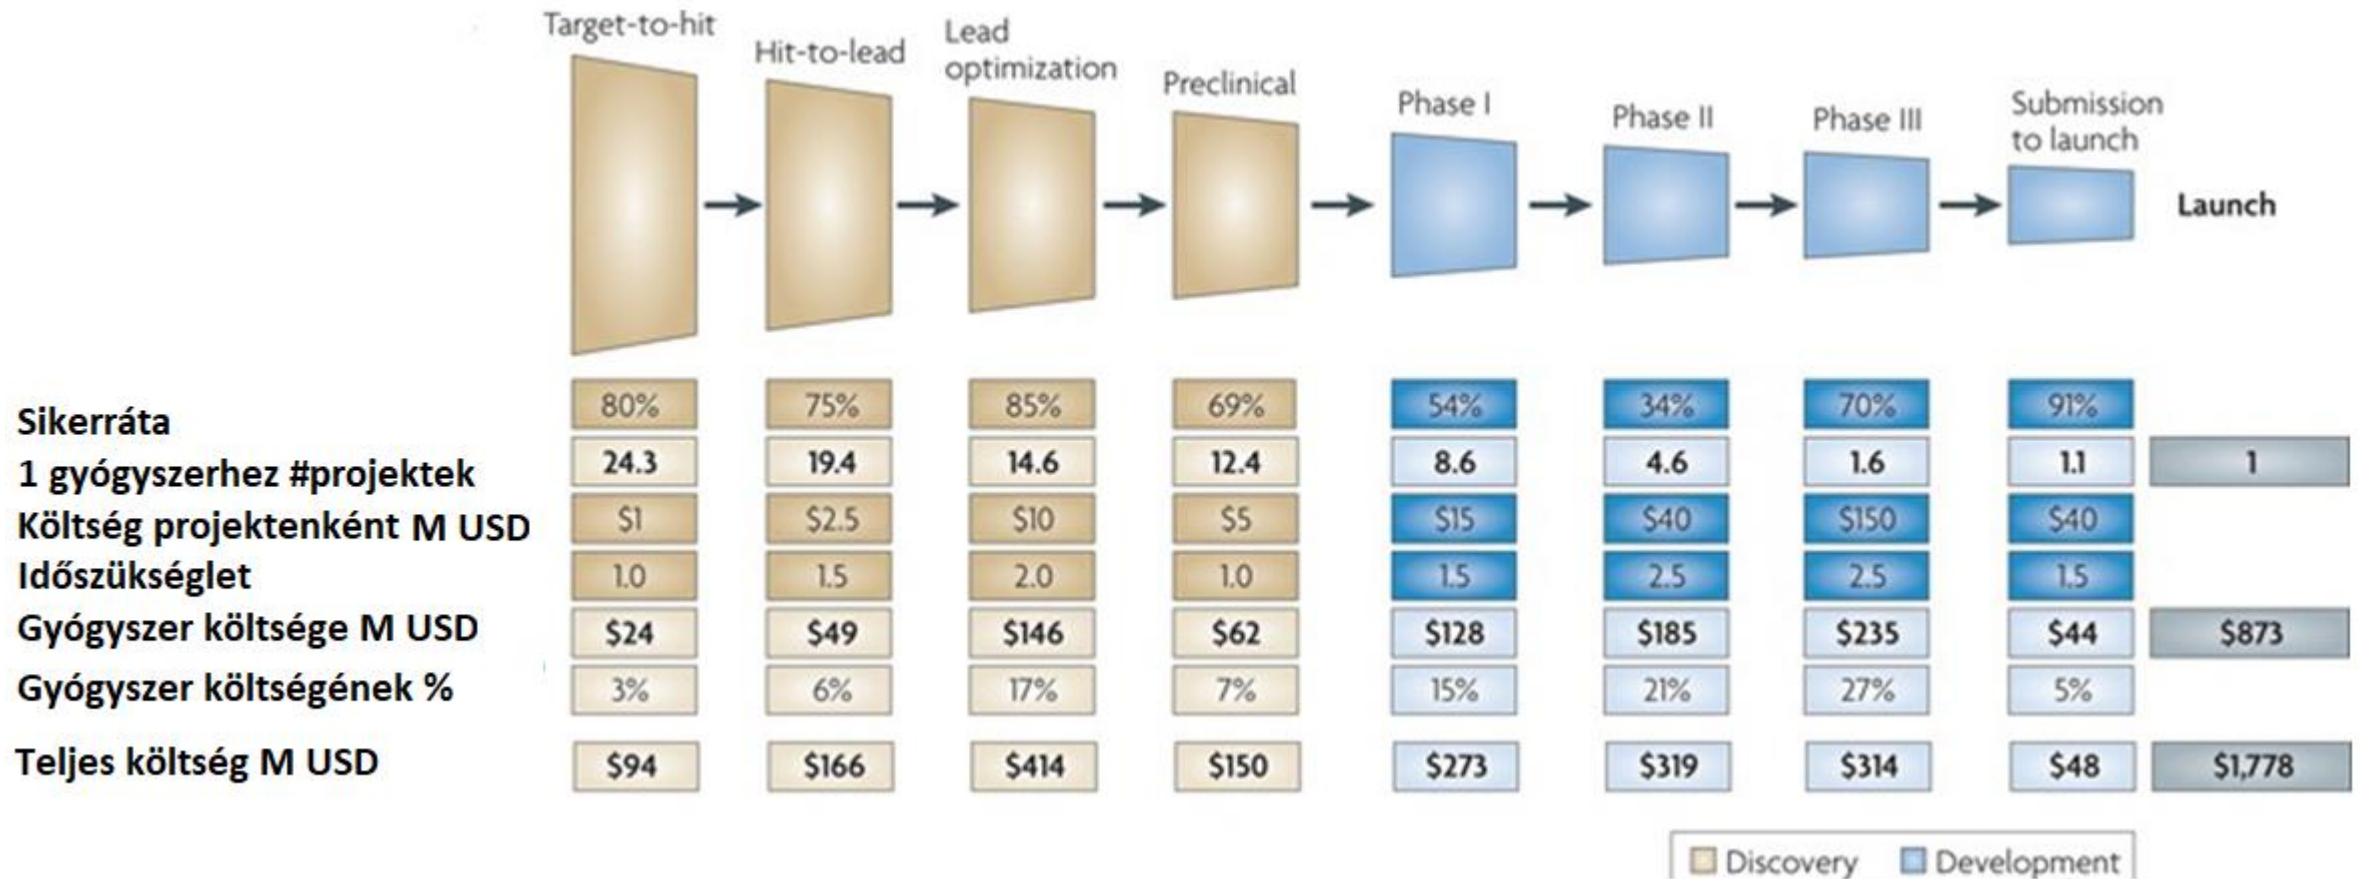 Target-to-hit
Hit-to-lead
Lead
optimization
Preclinical
Phase I
Phase II
Phase III
Submission
to launch
Launch
Sikerráta 80% 75% 85% 69% 54% 34% 70% 91%
1 gyógyszerhez #projektek 24.3 19.4 14.6 12.4 8.6 4.6 1.6 1.1 1
Költség projektenként M USD $1 $2.5 $10 $5 $15 $40 $150 $40
Időszükséglet 1.0 1.5 2.0 1.0 1.5 2.5 2.5 1.5
Gyógyszer költsége M USD $24 $49 $146 $62 $128 $185 $235 $44 $873
Gyógyszer költségének % 3% 6% 17% 7% 15% 21% 27% 5%
Teljes költség M USD $94 $166 $414 $150 $273 $319 $314 $48 $1,778
Discovery Development